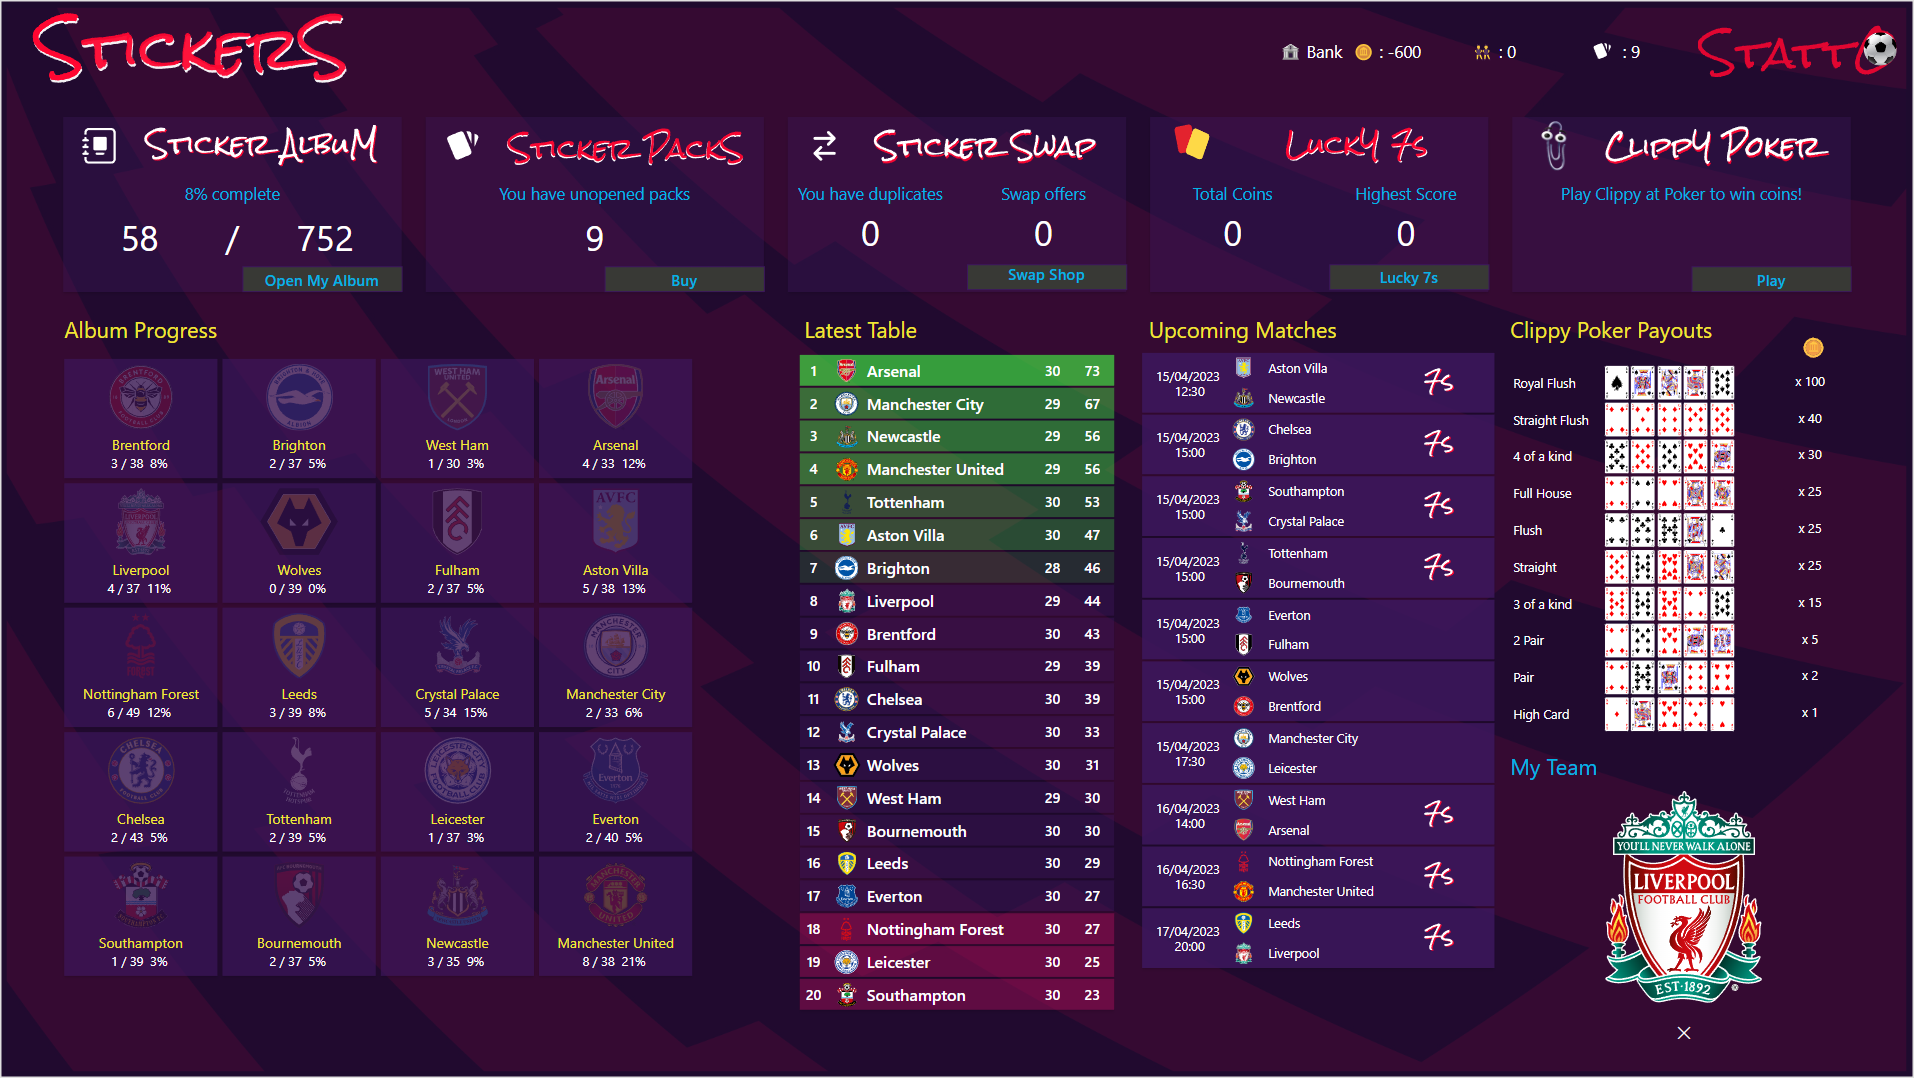 STICKERS
Bank : -600 : 0 : 9
STATTO
STICKER ALBUM
8% complete
58 / 752
Open My Album
STICKER PACKS
You have unopened packs
9
Buy
STICKER SWAP
You have duplicates Swap offers
0 0
Swap Shop
LUCKY 7s
Total Coins Highest Score
0 0
Lucky 7s
CLIPPY POKER
Play Clippy at Poker to win coins!
Play
Album Progress
Brentford
3 / 38 8%
Brighton
2 / 37 5%
West Ham
1 / 30 3%
Arsenal
4 / 33 12%
Liverpool
4 / 37 11%
Wolves
0 / 39 0%
Fulham
2 / 37 5%
Aston Villa
5 / 38 13%
Nottingham Forest
6 / 49 12%
Leeds
3 / 39 8%
Crystal Palace
5 / 34 15%
Manchester City
2 / 33 6%
Chelsea
2 / 43 5%
Tottenham
2 / 39 5%
Leicester
1 / 37 3%
Everton
2 / 40 5%
Southampton
1 / 39 3%
Bournemouth
2 / 37 5%
Newcastle
3 / 35 9%
Manchester United
8 / 38 21%
Latest Table
1 Arsenal 30 73
2 Manchester City 29 67
3 Newcastle 29 56
4 Manchester United 29 56
5 Tottenham 30 53
6 Aston Villa 30 47
7 Brighton 28 46
8 Liverpool 29 44
9 Brentford 30 43
10 Fulham 29 39
11 Chelsea 30 39
12 Crystal Palace 30 33
13 Wolves 30 31
14 West Ham 29 30
15 Bournemouth 30 30
16 Leeds 30 29
17 Everton 30 27
18 Nottingham Forest 30 27
19 Leicester 30 25
20 Southampton 30 23
Upcoming Matches
15/04/2023
12:30
Aston Villa
Newcastle
7s
15/04/2023
15:00
Chelsea
Brighton
7s
15/04/2023
15:00
Southampton
Crystal Palace
7s
15/04/2023
15:00
Tottenham
Bournemouth
7s
15/04/2023
15:00
Everton
Fulham
15/04/2023
15:00
Wolves
Brentford
15/04/2023
17:30
Manchester City
Leicester
16/04/2023
14:00
West Ham
Arsenal
7s
16/04/2023
16:30
Nottingham Forest
Manchester United
7s
17/04/2023
20:00
Leeds
Liverpool
7s
Clippy Poker Payouts
Royal Flush x 100
Straight Flush x 40
4 of a kind x 30
Full House x 25
Flush x 25
Straight x 25
3 of a kind x 15
2 Pair x 5
Pair x 2
High Card x 1
My Team
YOU'LL NEVER WALK ALONE
LIVERPOOL
FOOTBALL CLUB
EST·1892